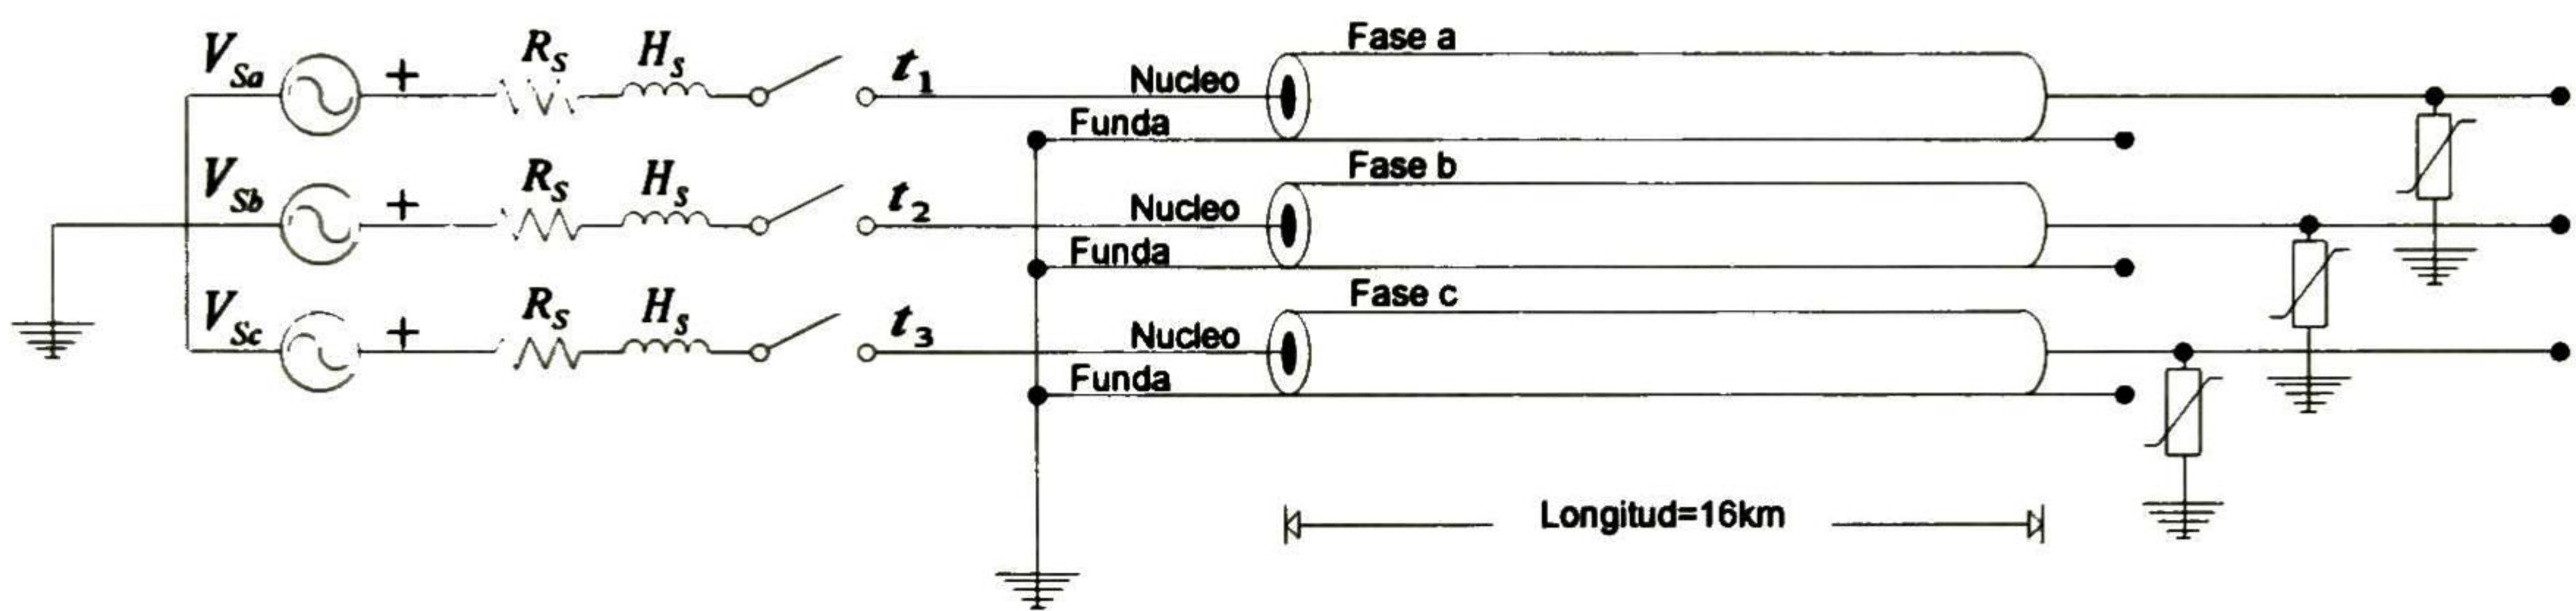 Fase a
V_Sa + R_S H_s t_1 Nucleo
Funda
Fase b
V_Sb + R_S H_s t_2 Nucleo
Funda
Fase c
V_Sc + R_S H_s t_3 Nucleo
Funda
Longitud=16km